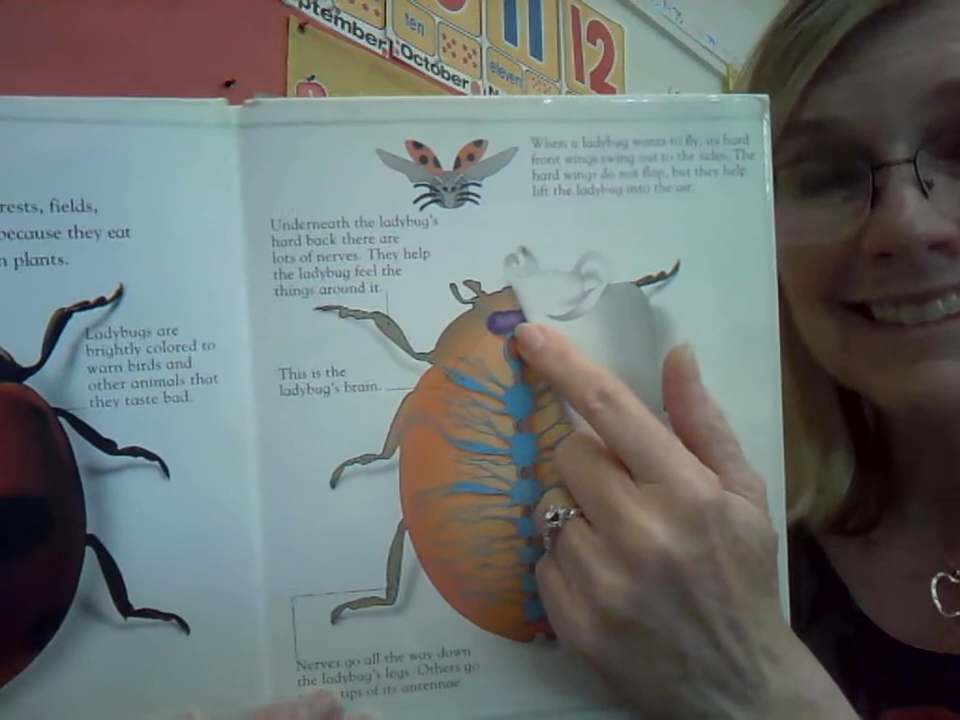 ptember
October
ten
11
eleven
12
rests, fields,
because they eat
n plants.
Ladybugs are
brightly colored to
warn birds and
other animals that
they taste bad.
When a ladybug wants to fly, its hard
front wings swing out to the sides. The
hard wings do not flap, but they help
lift the ladybug into the air.
Underneath the ladybug's
hard back there are
lots of nerves. They help
the ladybug feel the
things around it.
This is the
ladybug's brain.
Nerves go all the way down
the ladybug's legs. Others go
tips of its antennae.